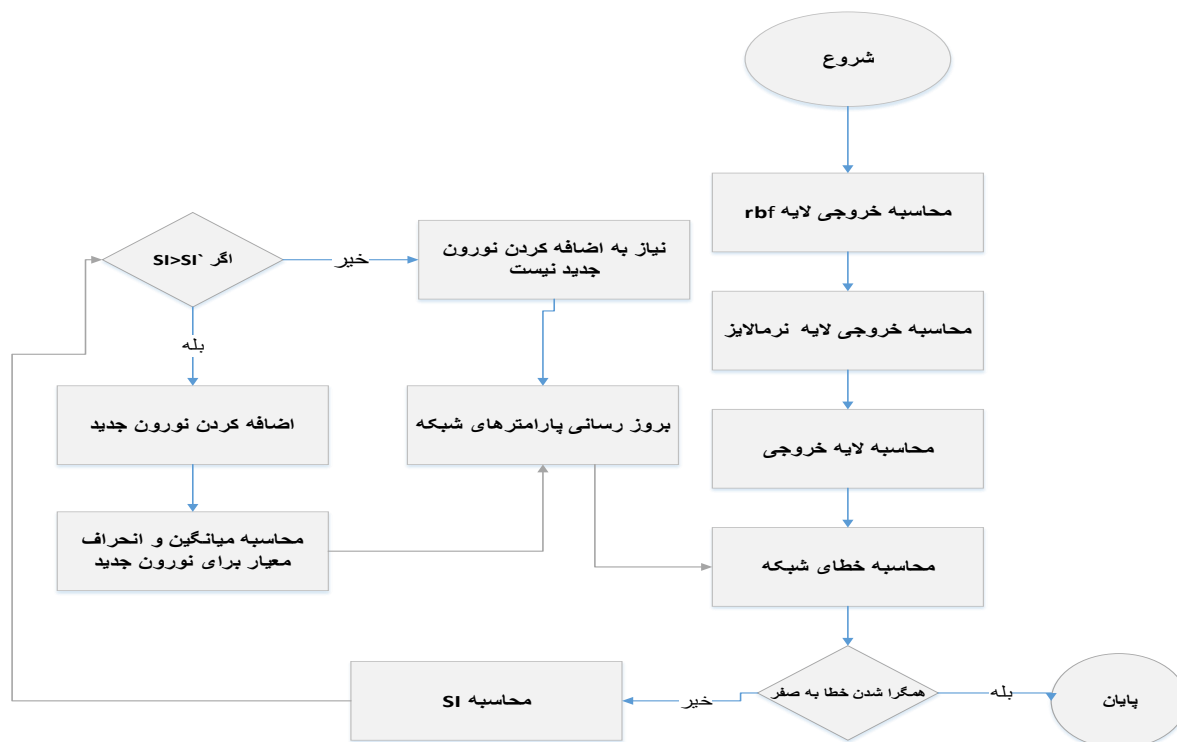 شروع
محاسبه خروجی لایه rbf
محاسبه خروجی لایه نرمالایز
محاسبه لایه خروجی
محاسبه خطای شبکه
همگرا شدن خطا به صفر
بله
پایان
خیر
محاسبه SI
اگر SI>SI`
خیر
نیاز به اضافه کردن نورون
جدید نیست
بله
اضافه کردن نورون جدید
محاسبه میانگین و انحراف
معیار برای نورون جدید
بروز رسانی پارامترهای شبکه